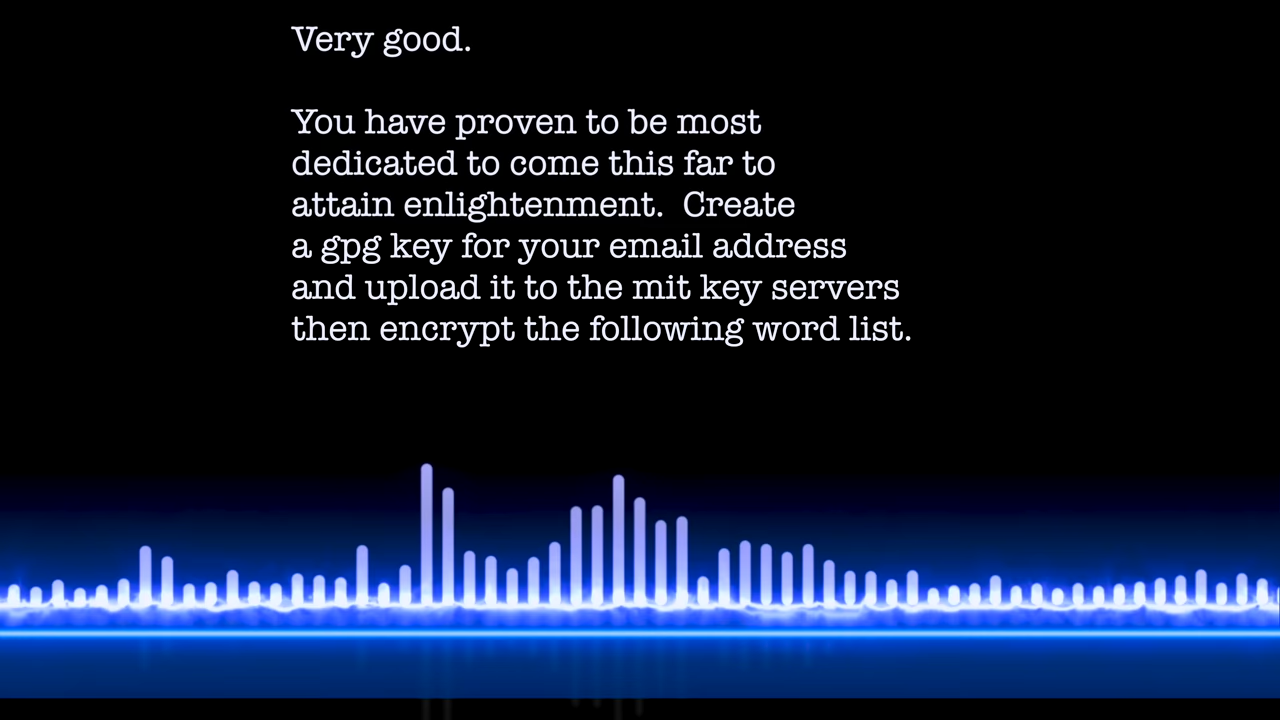 Very good.
You have proven to be most
dedicated to come this far to
attain enlightenment.  Create
a gpg key for your email address
and upload it to the mit key servers
then encrypt the following word list.